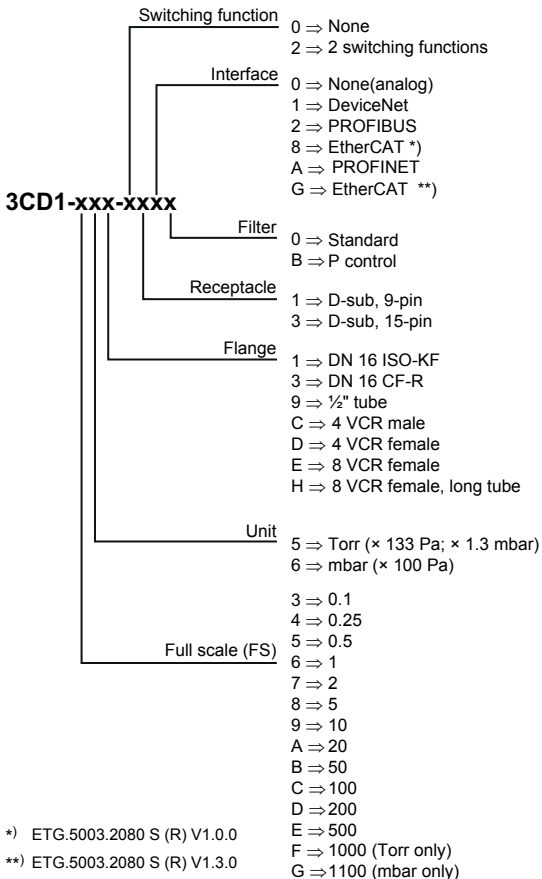 Switching function
0 ⇒ None
2 ⇒ 2 switching functions
Interface
0 ⇒ None(analog)
1 ⇒ DeviceNet
2 ⇒ PROFIBUS
8 ⇒ EtherCAT *)
A ⇒ PROFINET
G ⇒ EtherCAT **)
3CD1-xxx-xxxx
Filter
0 ⇒ Standard
B ⇒ P control
Receptacle
1 ⇒ D-sub, 9-pin
3 ⇒ D-sub, 15-pin
Flange
1 ⇒ DN 16 ISO-KF
3 ⇒ DN 16 CF-R
9 ⇒ ½" tube
C ⇒ 4 VCR male
D ⇒ 4 VCR female
E ⇒ 8 VCR female
H ⇒ 8 VCR female, long tube
Unit
5 ⇒ Torr (× 133 Pa; × 1.3 mbar)
6 ⇒ mbar (× 100 Pa)
Full scale (FS)
3 ⇒ 0.1
4 ⇒ 0.25
5 ⇒ 0.5
6 ⇒ 1
7 ⇒ 2
8 ⇒ 5
9 ⇒ 10
A ⇒ 20
B ⇒ 50
C ⇒ 100
D ⇒ 200
E ⇒ 500
F ⇒ 1000 (Torr only)
G ⇒ 1100 (mbar only)
*) ETG.5003.2080 S (R) V1.0.0
**) ETG.5003.2080 S (R) V1.3.0